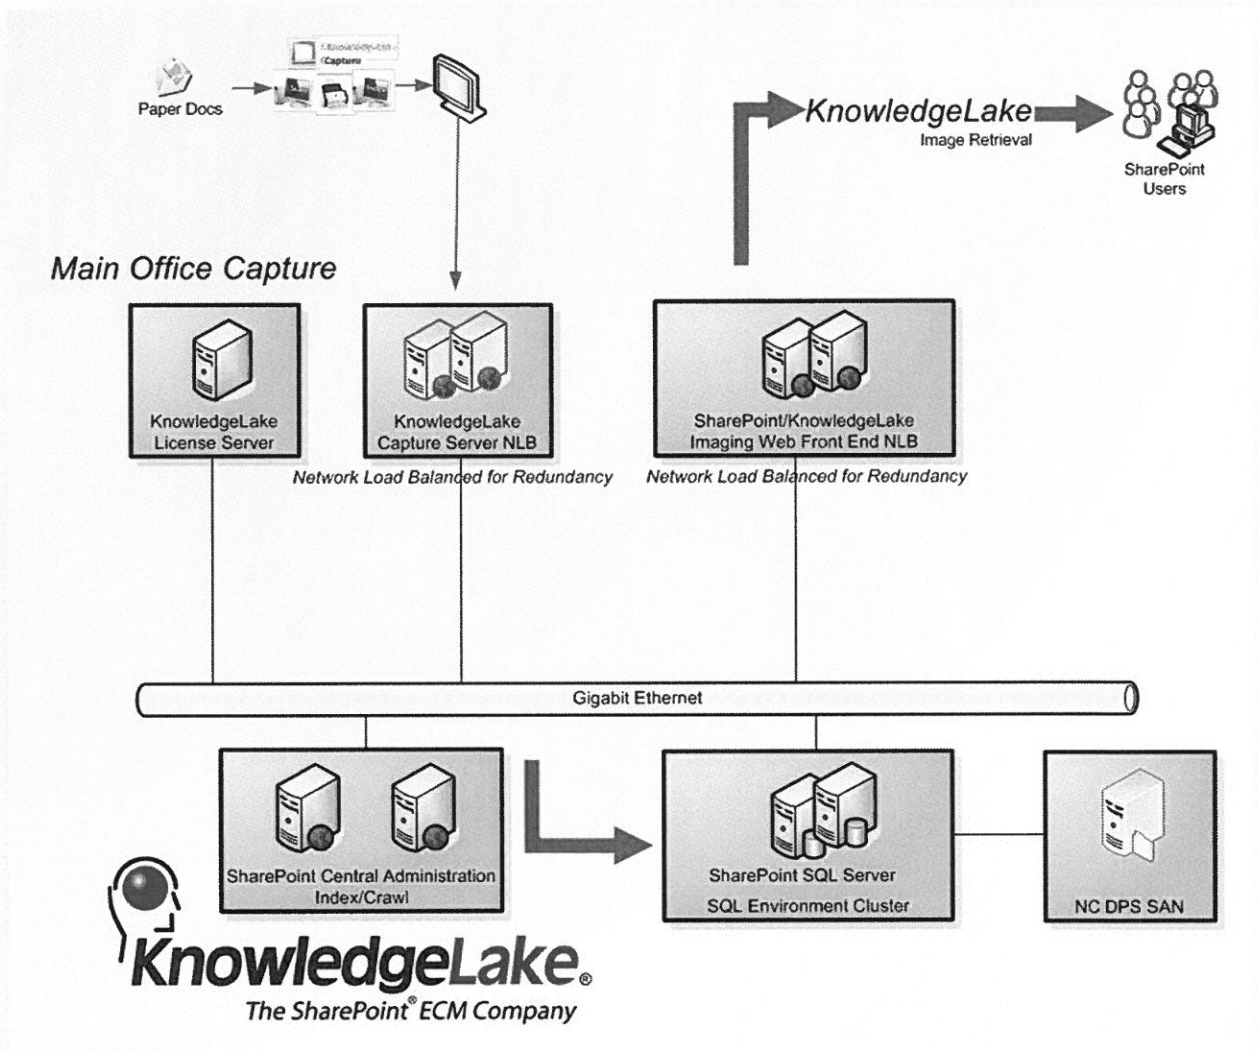 Capture
Paper Docs
KnowledgeLake
Image Retrieval
SharePoint
Users
Main Office Capture
KnowledgeLake
License Server
KnowledgeLake
Capture Server NLB
Network Load Balanced for Redundancy
SharePoint/KnowledgeLake
Imaging Web Front End NLB
Network Load Balanced for Redundancy
Gigabit Ethernet
SharePoint Central Administration
Index/Crawl
SharePoint SQL Server
SQL Environment Cluster
NC DPS SAN
KnowledgeLake®
The SharePoint® ECM Company